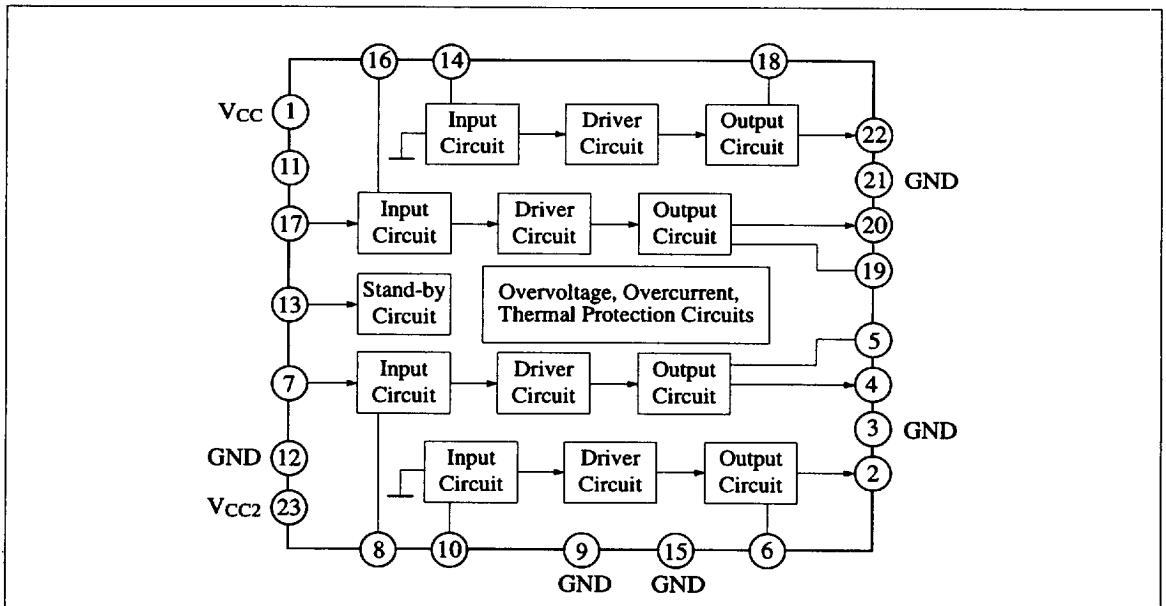 16 14 18
VCC 1
Input Circuit
Driver Circuit
Output Circuit
22
11
21 GND
17
Input Circuit
Driver Circuit
Output Circuit
20
19
13
Stand-by Circuit
Overvoltage, Overcurrent,
Thermal Protection Circuits
5
7
Input Circuit
Driver Circuit
Output Circuit
4
3 GND
GND 12
Input Circuit
Driver Circuit
Output Circuit
2
VCC2 23
8 10 9 15 6
GND GND